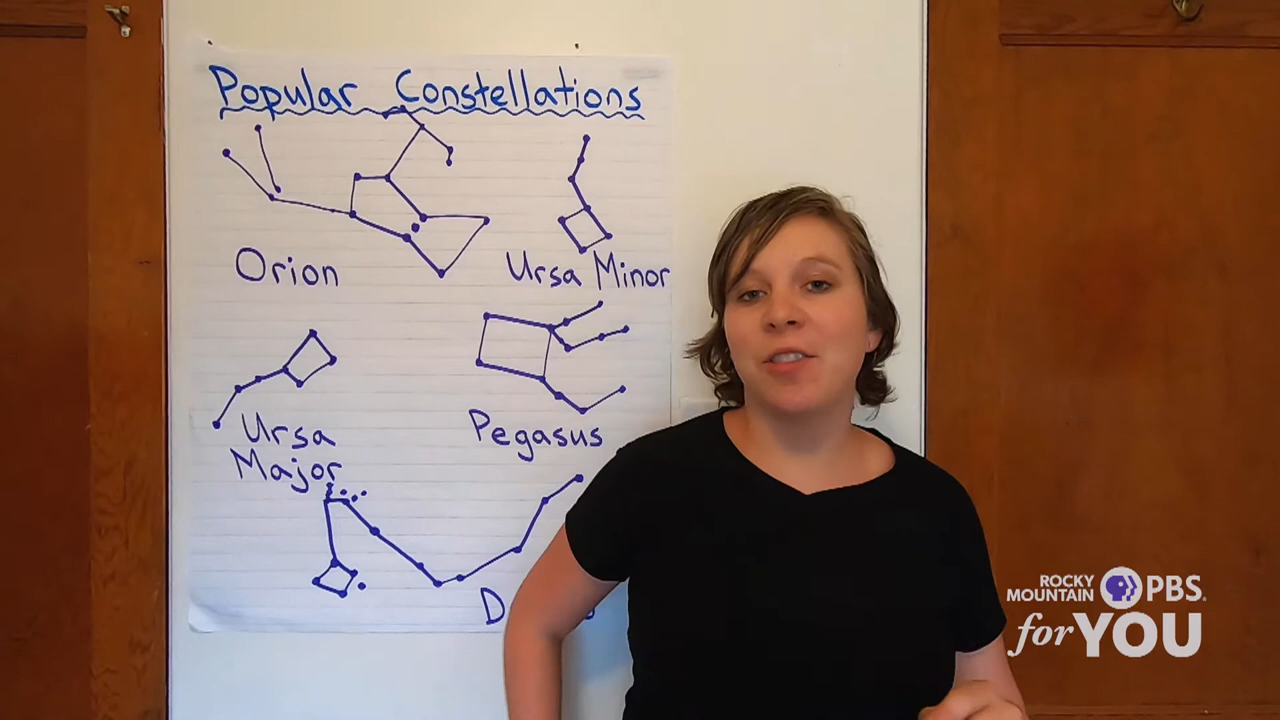 Popular Constellations
Orion
Ursa Minor
Ursa
Major
Pegasus
D
ROCKY
MOUNTAIN PBS.
for YOU